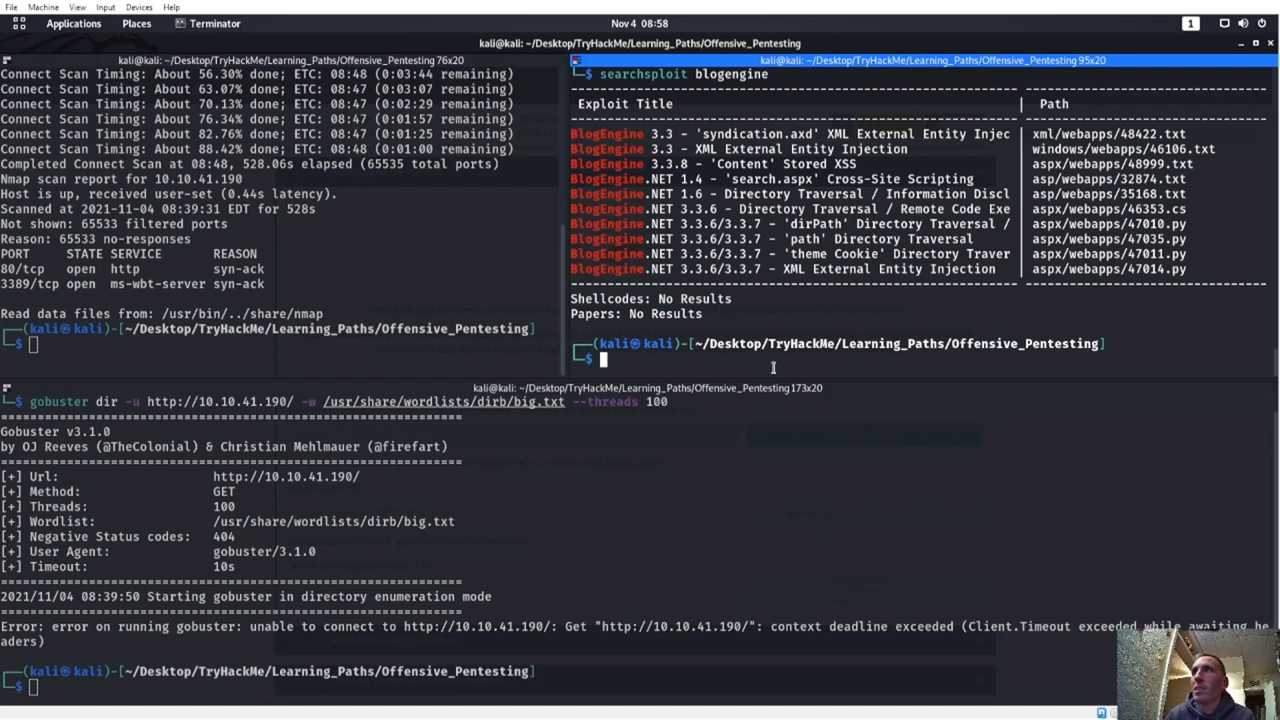 File Machine View Input Devices Help
Applications Places Terminator Nov 4 08:58 1
kali@kali: ~/Desktop/TryHackMe/Learning_Paths/Offensive_Pentesting
kali@kali: ~/Desktop/TryHackMe/Learning_Paths/Offensive_Pentesting 76x20
Connect Scan Timing: About 56.30% done; ETC: 08:48 (0:03:44 remaining)
Connect Scan Timing: About 63.07% done; ETC: 08:47 (0:03:07 remaining)
Connect Scan Timing: About 70.13% done; ETC: 08:47 (0:02:29 remaining)
Connect Scan Timing: About 76.34% done; ETC: 08:47 (0:01:57 remaining)
Connect Scan Timing: About 82.76% done; ETC: 08:48 (0:01:25 remaining)
Connect Scan Timing: About 88.42% done; ETC: 08:48 (0:01:00 remaining)
Completed Connect Scan at 08:48, 528.06s elapsed (65535 total ports)
Nmap scan report for 10.10.41.190
Host is up, received user-set (0.44s latency).
Scanned at 2021-11-04 08:39:31 EDT for 528s
Not shown: 65533 filtered ports
Reason: 65533 no-responses
PORT STATE SERVICE REASON
80/tcp open http syn-ack
3389/tcp open ms-wbt-server syn-ack
Read data files from: /usr/bin/../share/nmap
┌──(kali㉿kali)-[~/Desktop/TryHackMe/Learning_Paths/Offensive_Pentesting]
└─$
kali@kali: ~/Desktop/TryHackMe/Learning_Paths/Offensive_Pentesting 95x20
└─$ searchsploit blogengine
Exploit Title | Path
BlogEngine 3.3 - 'syndication.axd' XML External Entity Injec | xml/webapps/48422.txt
BlogEngine 3.3 - XML External Entity Injection | windows/webapps/46106.txt
BlogEngine 3.3.8 - 'Content' Stored XSS | aspx/webapps/48999.txt
BlogEngine.NET 1.4 - 'search.aspx' Cross-Site Scripting | aspx/webapps/32874.txt
BlogEngine.NET 1.6 - Directory Traversal / Information Discl | aspx/webapps/35168.txt
BlogEngine.NET 3.3.6 - Directory Traversal / Remote Code Exe | aspx/webapps/46353.cs
BlogEngine.NET 3.3.6/3.3.7 - 'dirPath' Directory Traversal / | aspx/webapps/47010.py
BlogEngine.NET 3.3.6/3.3.7 - 'path' Directory Traversal | aspx/webapps/47035.py
BlogEngine.NET 3.3.6/3.3.7 - 'theme Cookie' Directory Traver | aspx/webapps/47011.py
BlogEngine.NET 3.3.6/3.3.7 - XML External Entity Injection | aspx/webapps/47014.py
Shellcodes: No Results
Papers: No Results
┌──(kali㉿kali)-[~/Desktop/TryHackMe/Learning_Paths/Offensive_Pentesting]
└─$
kali@kali: ~/Desktop/TryHackMe/Learning_Paths/Offensive_Pentesting 173x20
└─$ gobuster dir -u http://10.10.41.190/ -w /usr/share/wordlists/dirb/big.txt --threads 100
===============================================================
Gobuster v3.1.0
by OJ Reeves (@TheColonial) & Christian Mehlmauer (@firefart)
===============================================================
[+] Url: http://10.10.41.190/
[+] Method: GET
[+] Threads: 100
[+] Wordlist: /usr/share/wordlists/dirb/big.txt
[+] Negative Status codes: 404
[+] User Agent: gobuster/3.1.0
[+] Timeout: 10s
===============================================================
2021/11/04 08:39:50 Starting gobuster in directory enumeration mode
===============================================================
Error: error on running gobuster: unable to connect to http://10.10.41.190/: Get "http://10.10.41.190/": context deadline exceeded (Client.Timeout exceeded while awaiting he
aders)
┌──(kali㉿kali)-[~/Desktop/TryHackMe/Learning_Paths/Offensive_Pentesting]
└─$